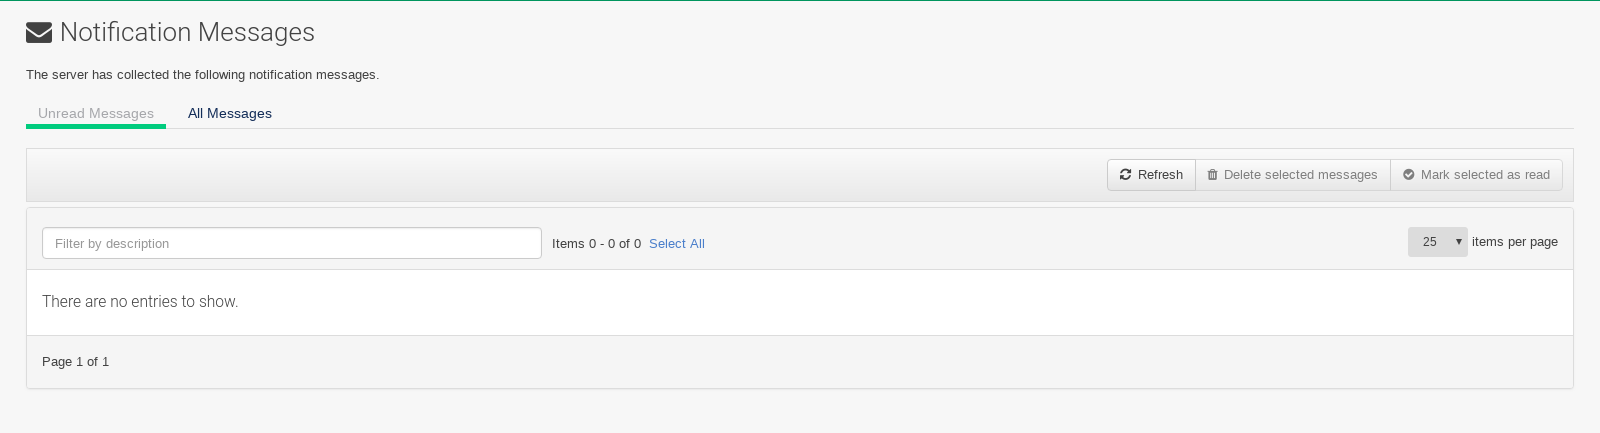 Notification Messages
The server has collected the following notification messages.
Unread Messages All Messages
Refresh Delete selected messages Mark selected as read
Filter by description Items 0 - 0 of 0 Select All 25 items per page
There are no entries to show.
Page 1 of 1